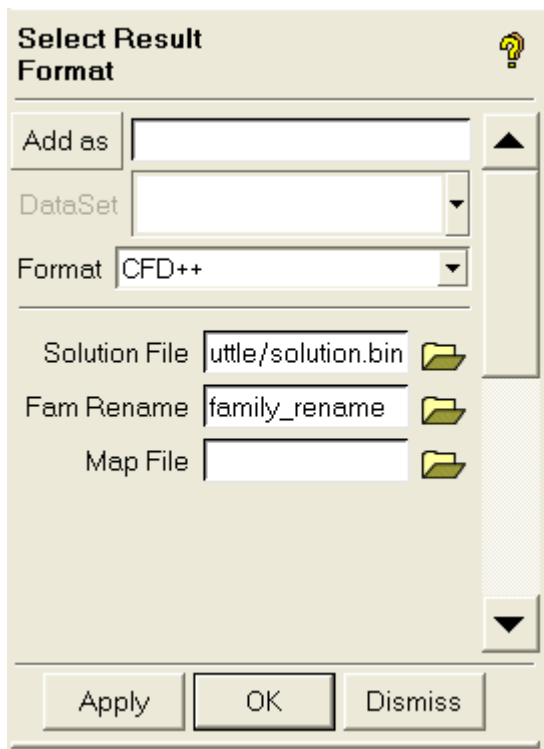 Select Result
Format
Add as
DataSet
Format CFD++
Solution File uttle/solution.bin
Fam Rename family_rename
Map File
Apply OK Dismiss